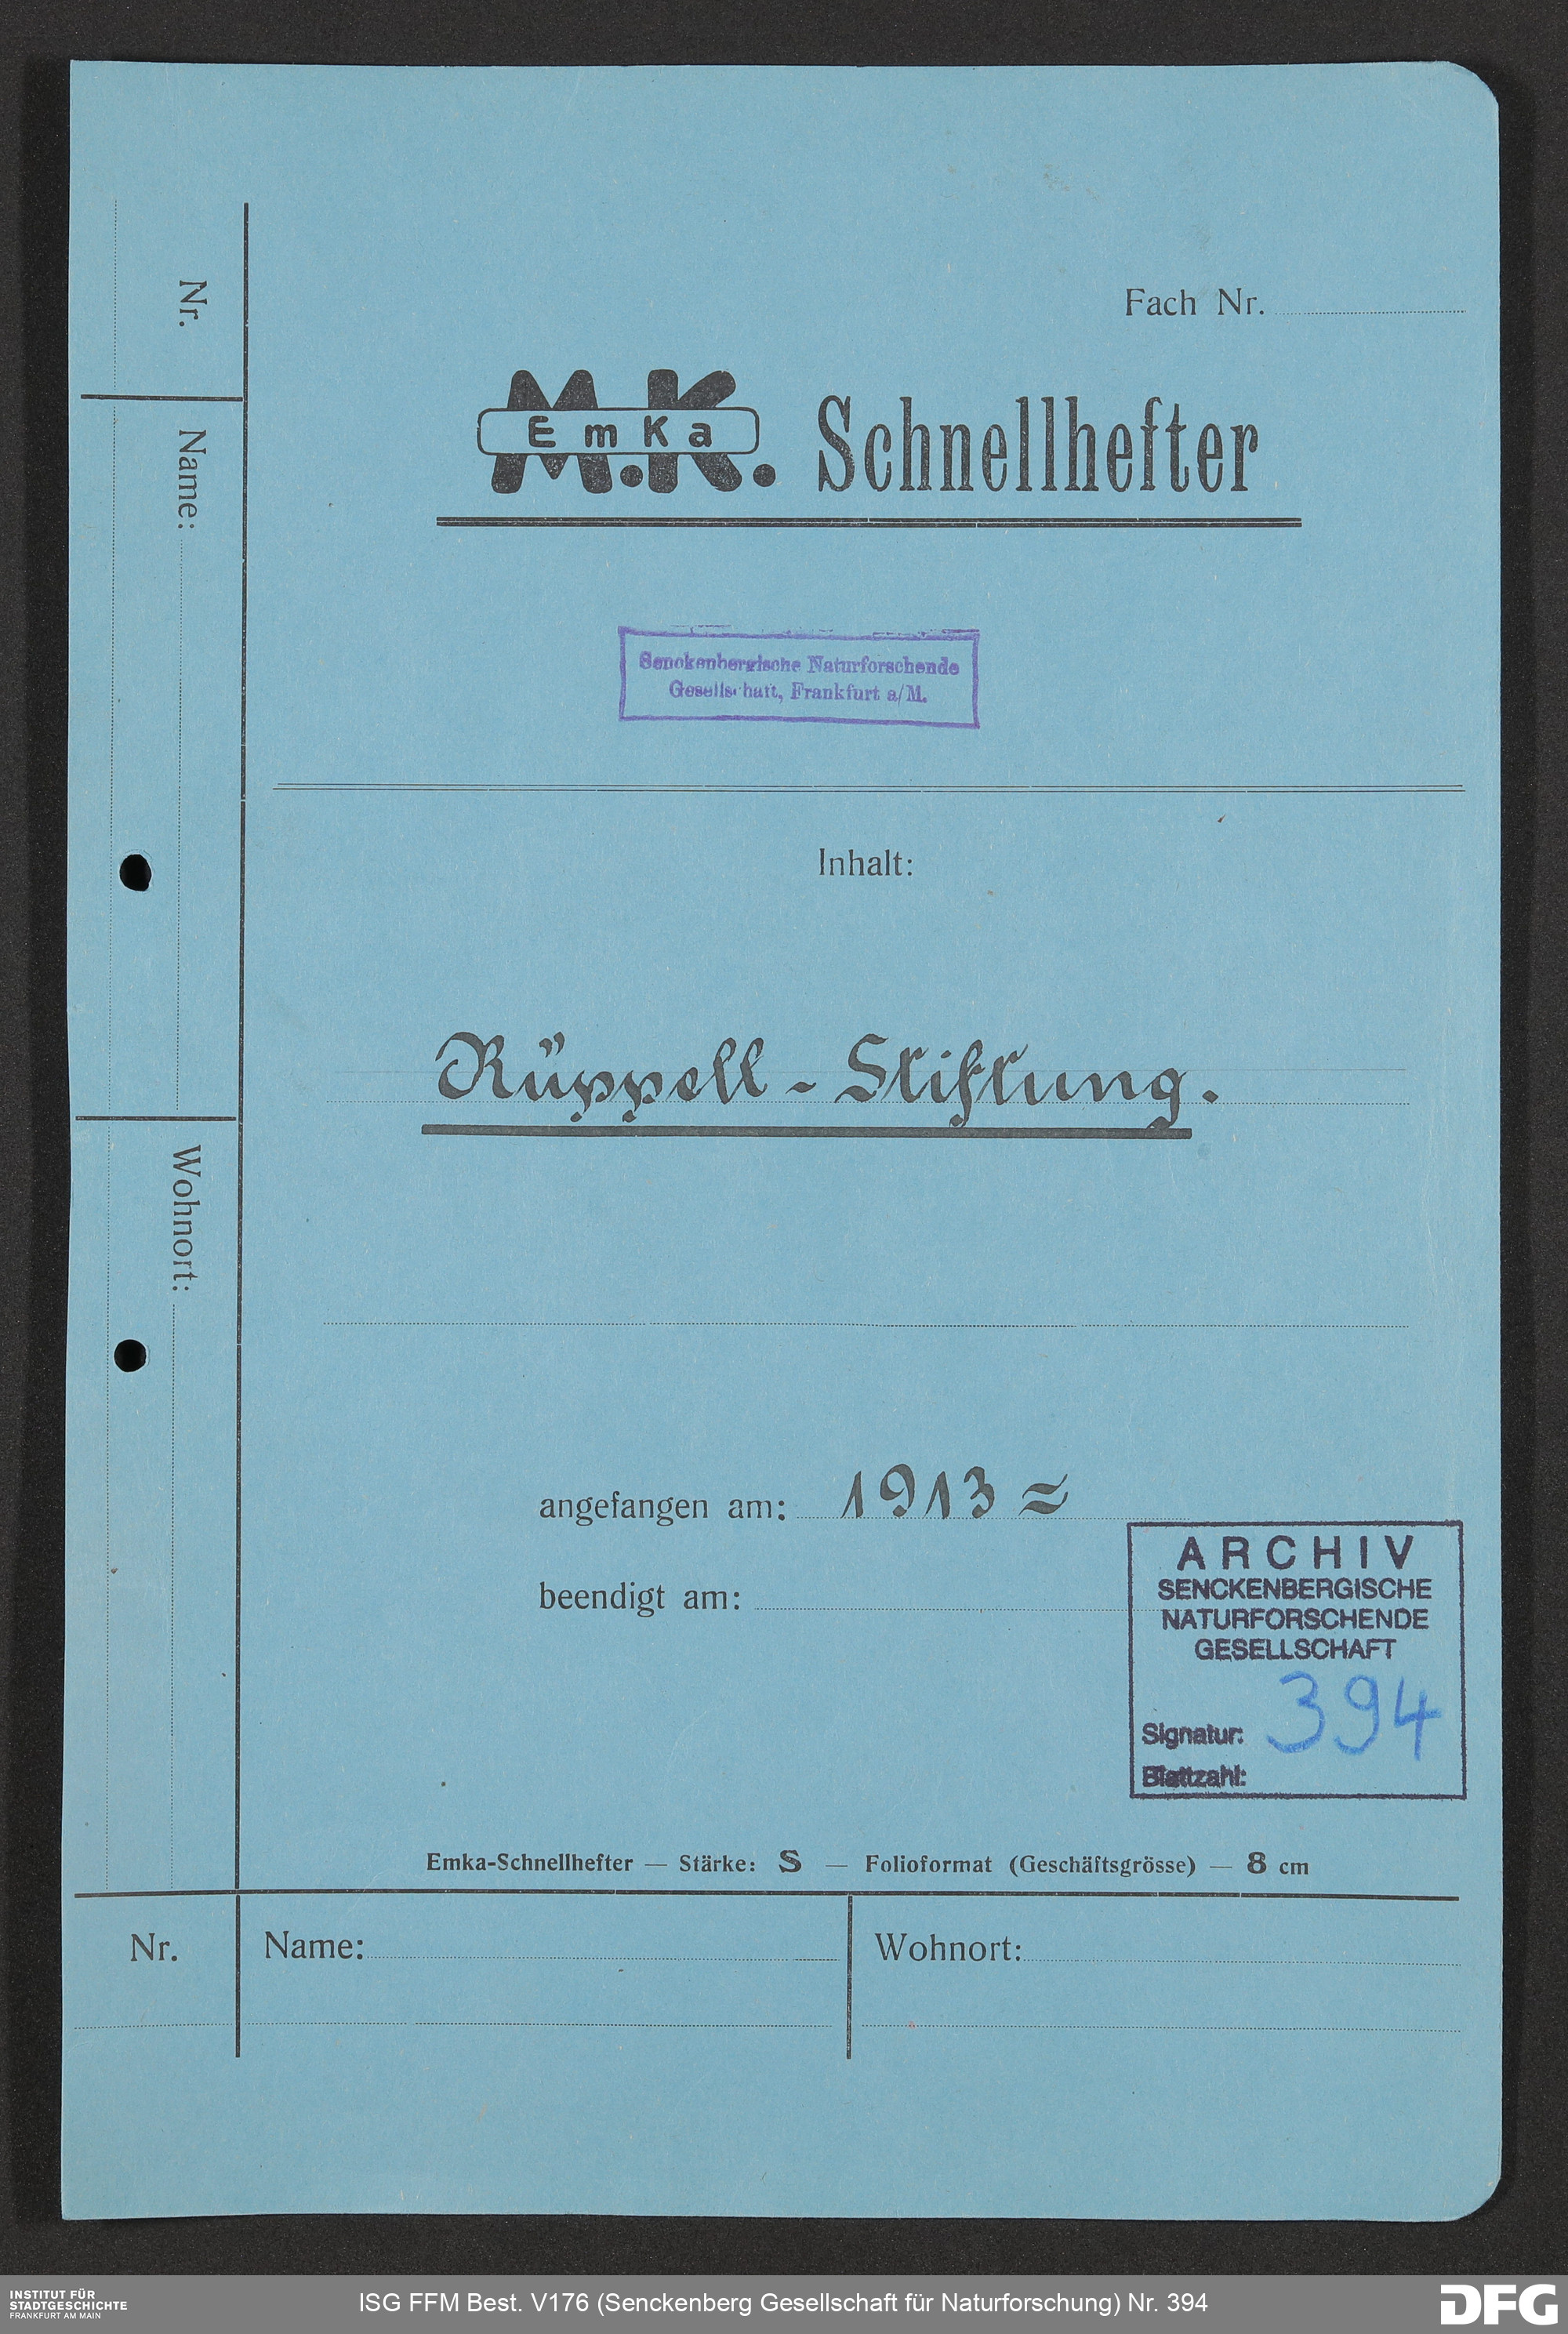 Nr.
Name:
Wohnort:
Fach Nr.
M.K.
EmKa
Schnellhefter
Senckenbergische Naturforschende
Gesellschaft, Frankfurt a/M.
Inhalt:
Rüppell-Stiftung.
angefangen am: 1913 ≈
beendigt am:
ARCHIV
SENCKENBERGISCHE
NATURFORSCHENDE
GESELLSCHAFT
Signatur: 394
Blattzahl:
Emka-Schnellhefter — Stärke: S — Folioformat (Geschäftsgrösse) — 8 cm
Nr.
Name:
Wohnort:
INSTITUT FÜR
STADTGESCHICHTE
FRANKFURT AM MAIN
ISG FFM Best. V176 (Senckenberg Gesellschaft für Naturforschung) Nr. 394
DFG